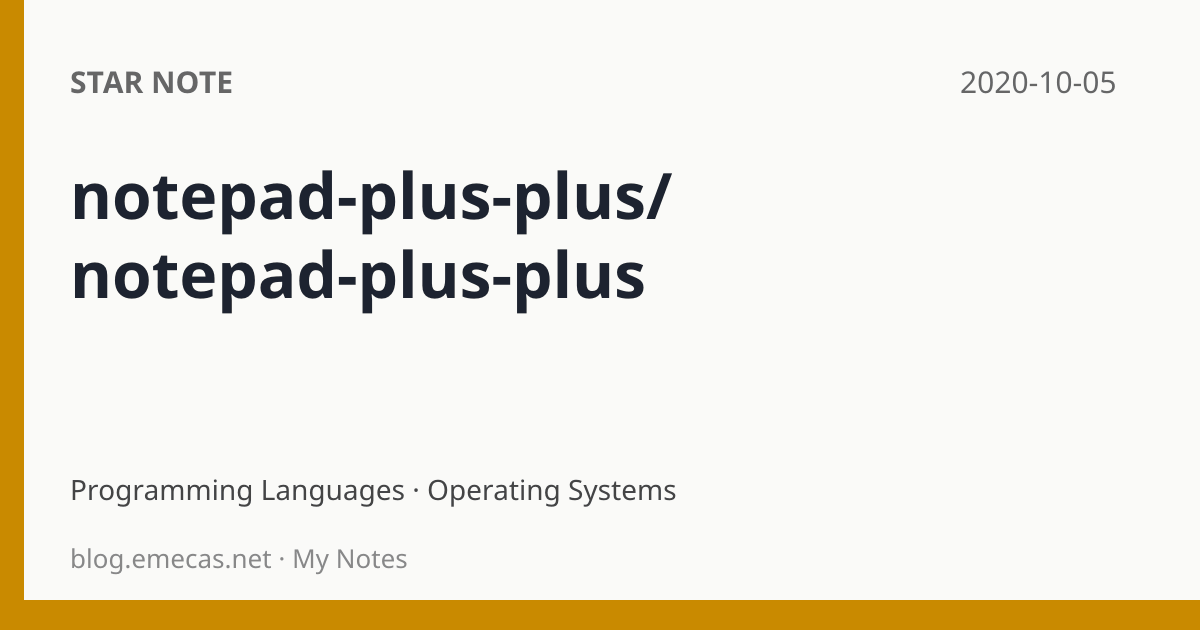 STAR NOTE
2020-10-05
notepad-plus-plus/
notepad-plus-plus
Programming Languages · Operating Systems
blog.emecas.net · My Notes